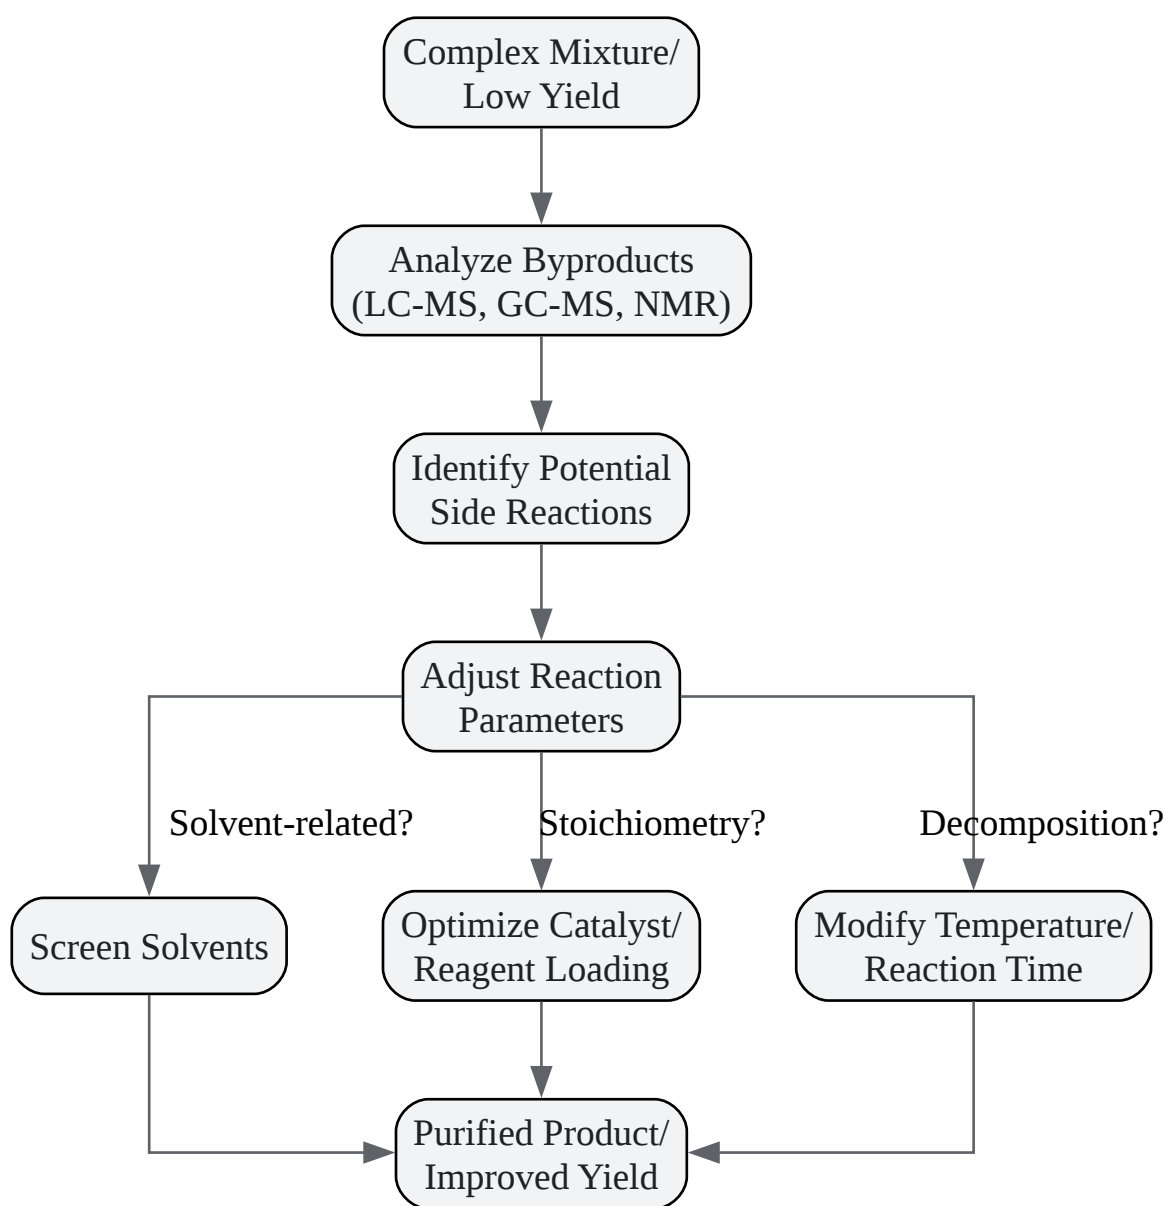 Complex Mixture/
Low Yield
Analyze Byproducts
(LC-MS, GC-MS, NMR)
Identify Potential
Side Reactions
Adjust Reaction
Parameters
Solvent-related?
Stoichiometry?
Decomposition?
Screen Solvents
Optimize Catalyst/
Reagent Loading
Modify Temperature/
Reaction Time
Purified Product/
Improved Yield